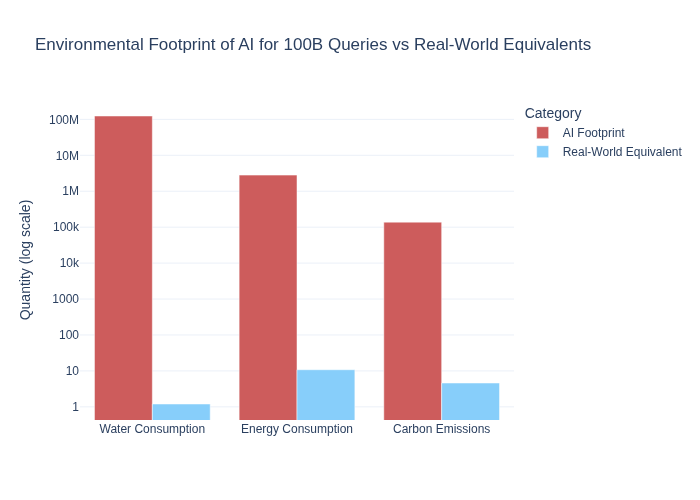 Environmental Footprint of AI for 100B Queries vs Real-World Equivalents
Category
AI Footprint
Real-World Equivalent
Quantity (log scale)
100M
10M
1M
100k
10k
1000
100
10
1
Water Consumption
Energy Consumption
Carbon Emissions